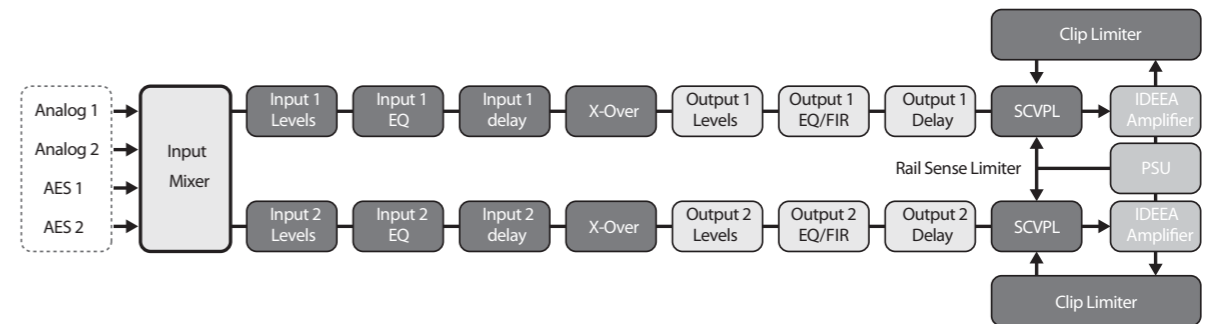 Clip Limiter
Analog 1
Analog 2
AES 1
AES 2
Input
Mixer
Input 1
Levels
Input 1
EQ
Input 1
delay
X-Over
Output 1
Levels
Output 1
EQ/FIR
Output 1
Delay
SCVPL
IDEEA
Amplifier
Rail Sense Limiter
PSU
Input 2
Levels
Input 2
EQ
Input 2
delay
X-Over
Output 2
Levels
Output 2
EQ/FIR
Output 2
Delay
SCVPL
IDEEA
Amplifier
Clip Limiter